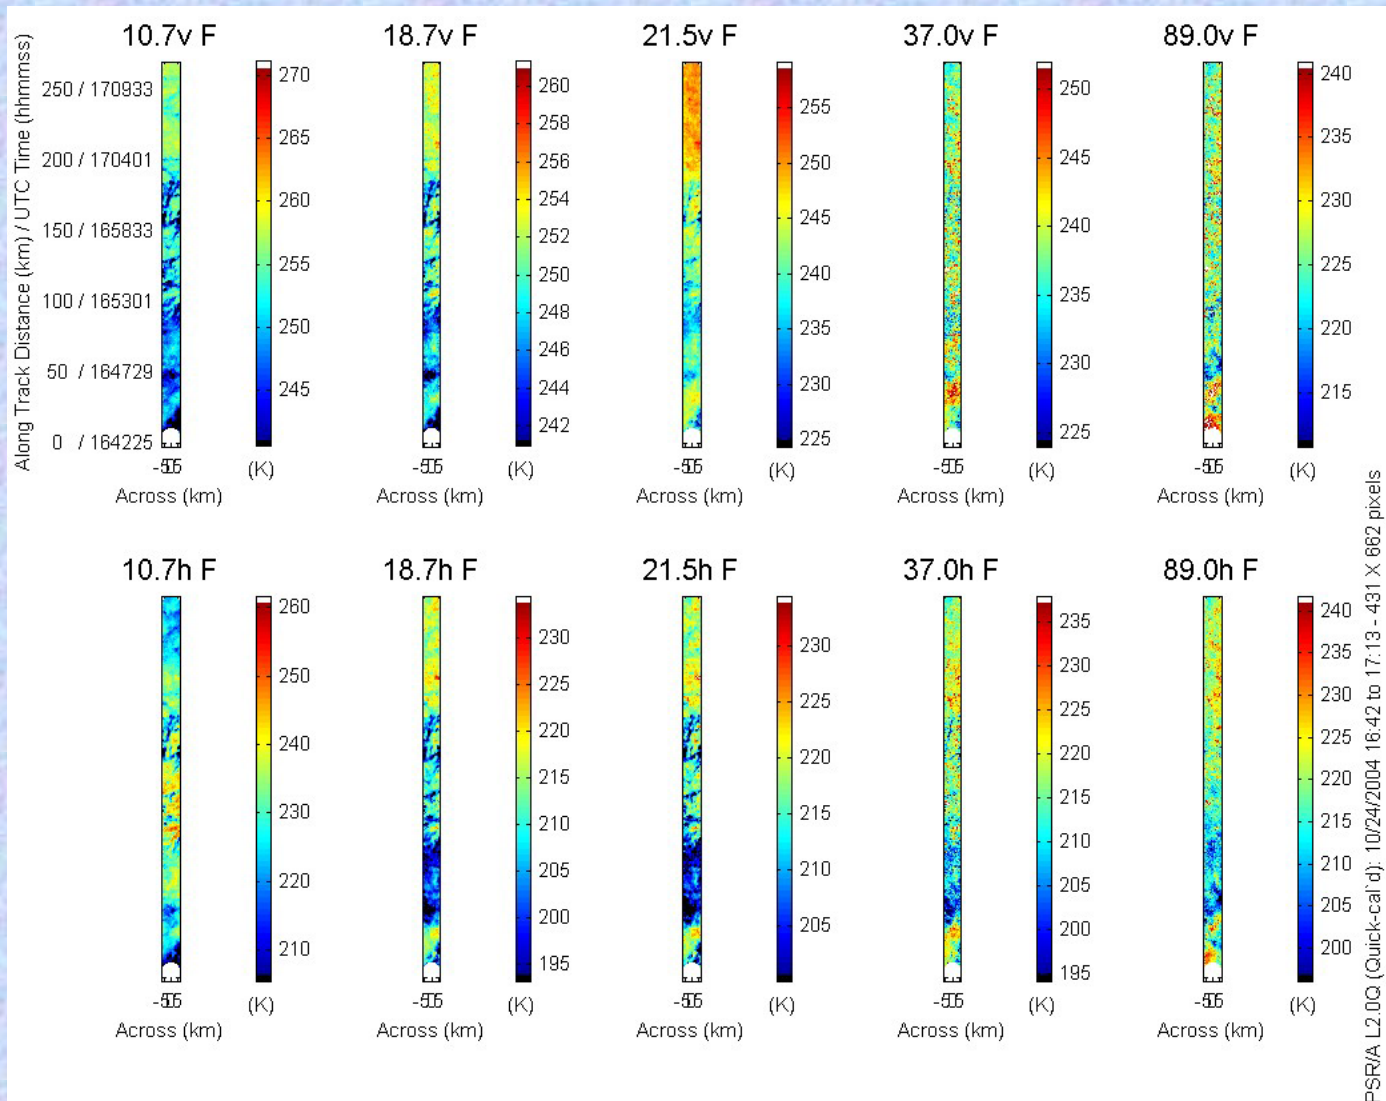 10.7v F
18.7v F
21.5v F
37.0v F
89.0v F
Along Track Distance (km) / UTC Time (hhmmss)
250 / 170933
200 / 170401
150 / 165833
100 / 165301
50 / 164729
0 / 164225
270
265
260
255
250
245
(K)
Across (km)
260
258
256
254
252
250
248
246
244
242
(K)
Across (km)
255
250
245
240
235
230
225
(K)
Across (km)
250
245
240
235
230
225
(K)
Across (km)
240
235
230
225
220
215
(K)
Across (km)
10.7h F
18.7h F
21.5h F
37.0h F
89.0h F
260
250
240
230
220
210
(K)
Across (km)
230
225
220
215
210
205
200
195
(K)
Across (km)
230
225
220
215
210
205
(K)
Across (km)
235
230
225
220
215
210
205
200
195
(K)
Across (km)
240
235
230
225
220
215
210
205
200
(K)
Across (km)
PSR/A L2.0Q (Quick-cal`d): 10/24/2004 16:42 to 17:13 - 431 X 662 pixels